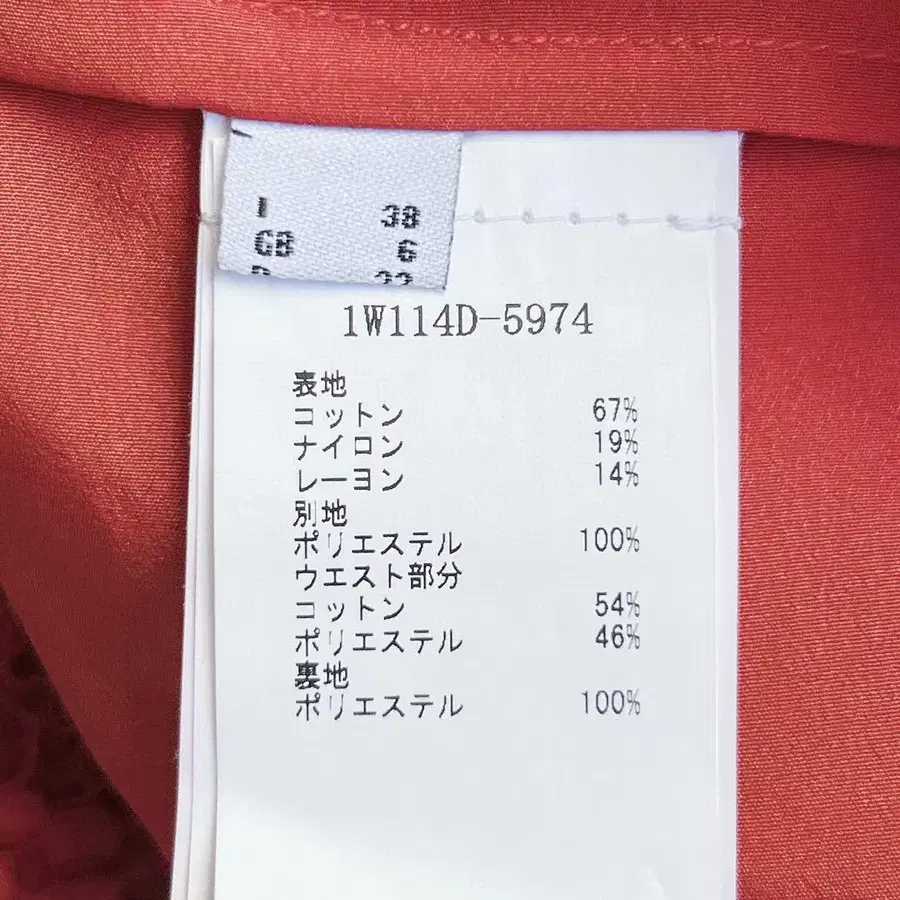 I 38
GB 6
1W114D-5974
表地
コットン 67%
ナイロン 19%
レーヨン 14%
別地
ポリエステル 100%
ウエスト部分
コットン 54%
ポリエステル 46%
裏地
ポリエステル 100%